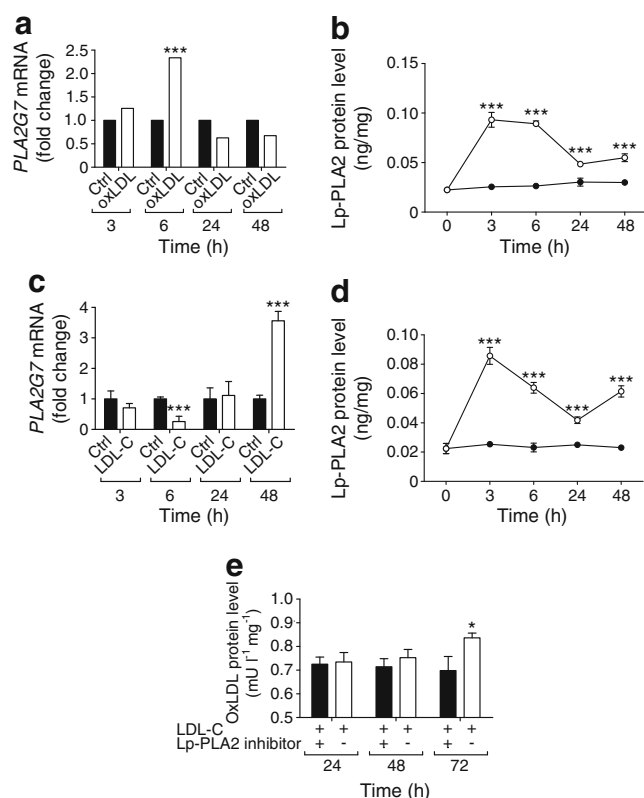 a
PLA2G7 mRNA
(fold change)
2.5
2.0
1.5
1.0
0.5
0
***
Ctrl
oxLDL
Ctrl
oxLDL
Ctrl
oxLDL
Ctrl
oxLDL
3 6 24 48
Time (h)
b
Lp-PLA2 protein level
(ng/mg)
0.15
0.10
0.05
0.00
*** *** *** ***
0 3 6 24 48
Time (h)
c
PLA2G7 mRNA
(fold change)
4
3
2
1
0
*** ***
Ctrl
LDL-C
Ctrl
LDL-C
Ctrl
LDL-C
Ctrl
LDL-C
3 6 24 48
Time (h)
d
Lp-PLA2 protein level
(ng/mg)
0.10
0.08
0.06
0.04
0.02
0.00
*** *** *** ***
0 3 6 24 48
Time (h)
e
OxLDL protein level
(mU l-1 mg-1)
1.0
0.9
0.8
0.7
0.6
0.5
*
LDL-C + + + + + +
Lp-PLA2 inhibitor + - + - + -
24 48 72
Time (h)